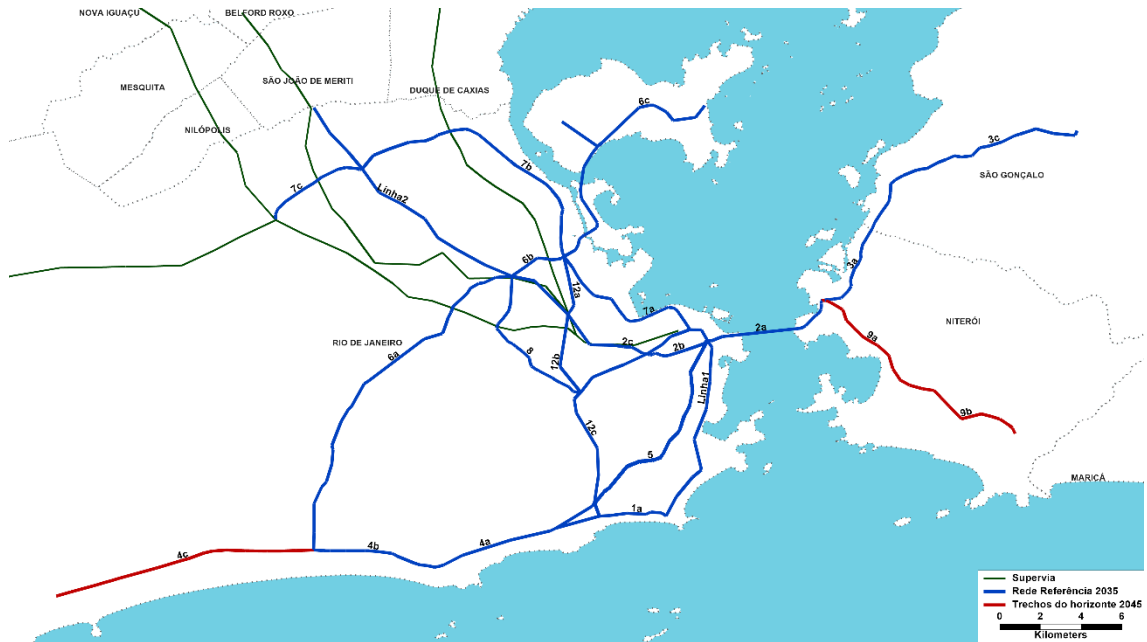 NOVA IGUAÇU
BELFORD ROXO
MESQUITA
SÃO JOÃO DE MERITI
DUQUE DE CAXIAS
NILÓPOLIS
6c
3c
7b
SÃO GONÇALO
7c
Linha2
6b
3a
12a
7a
2a
NITERÓI
RIO DE JANEIRO
6a
8
12b
2c
2b
9a
Linha1
9b
12c
5
MARICÁ
1a
4a
4b
4c
Supervia
Rede Referência 2035
Trechos do horizonte 2045
0 2 4 6
Kilometers